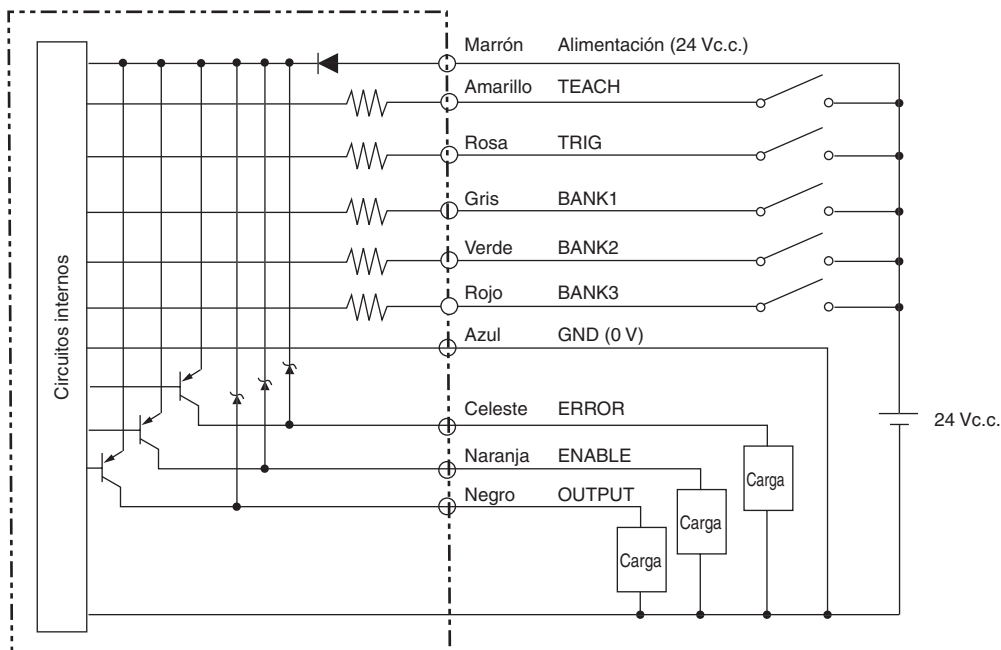 Marrón Alimentación (24 Vc.c.)
Amarillo TEACH
Rosa TRIG
Gris BANK1
Verde BANK2
Rojo BANK3
Azul GND (0 V)
Circuitos internos
Celeste ERROR
24 Vc.c.
Naranja ENABLE
Carga
Negro OUTPUT
Carga
Carga